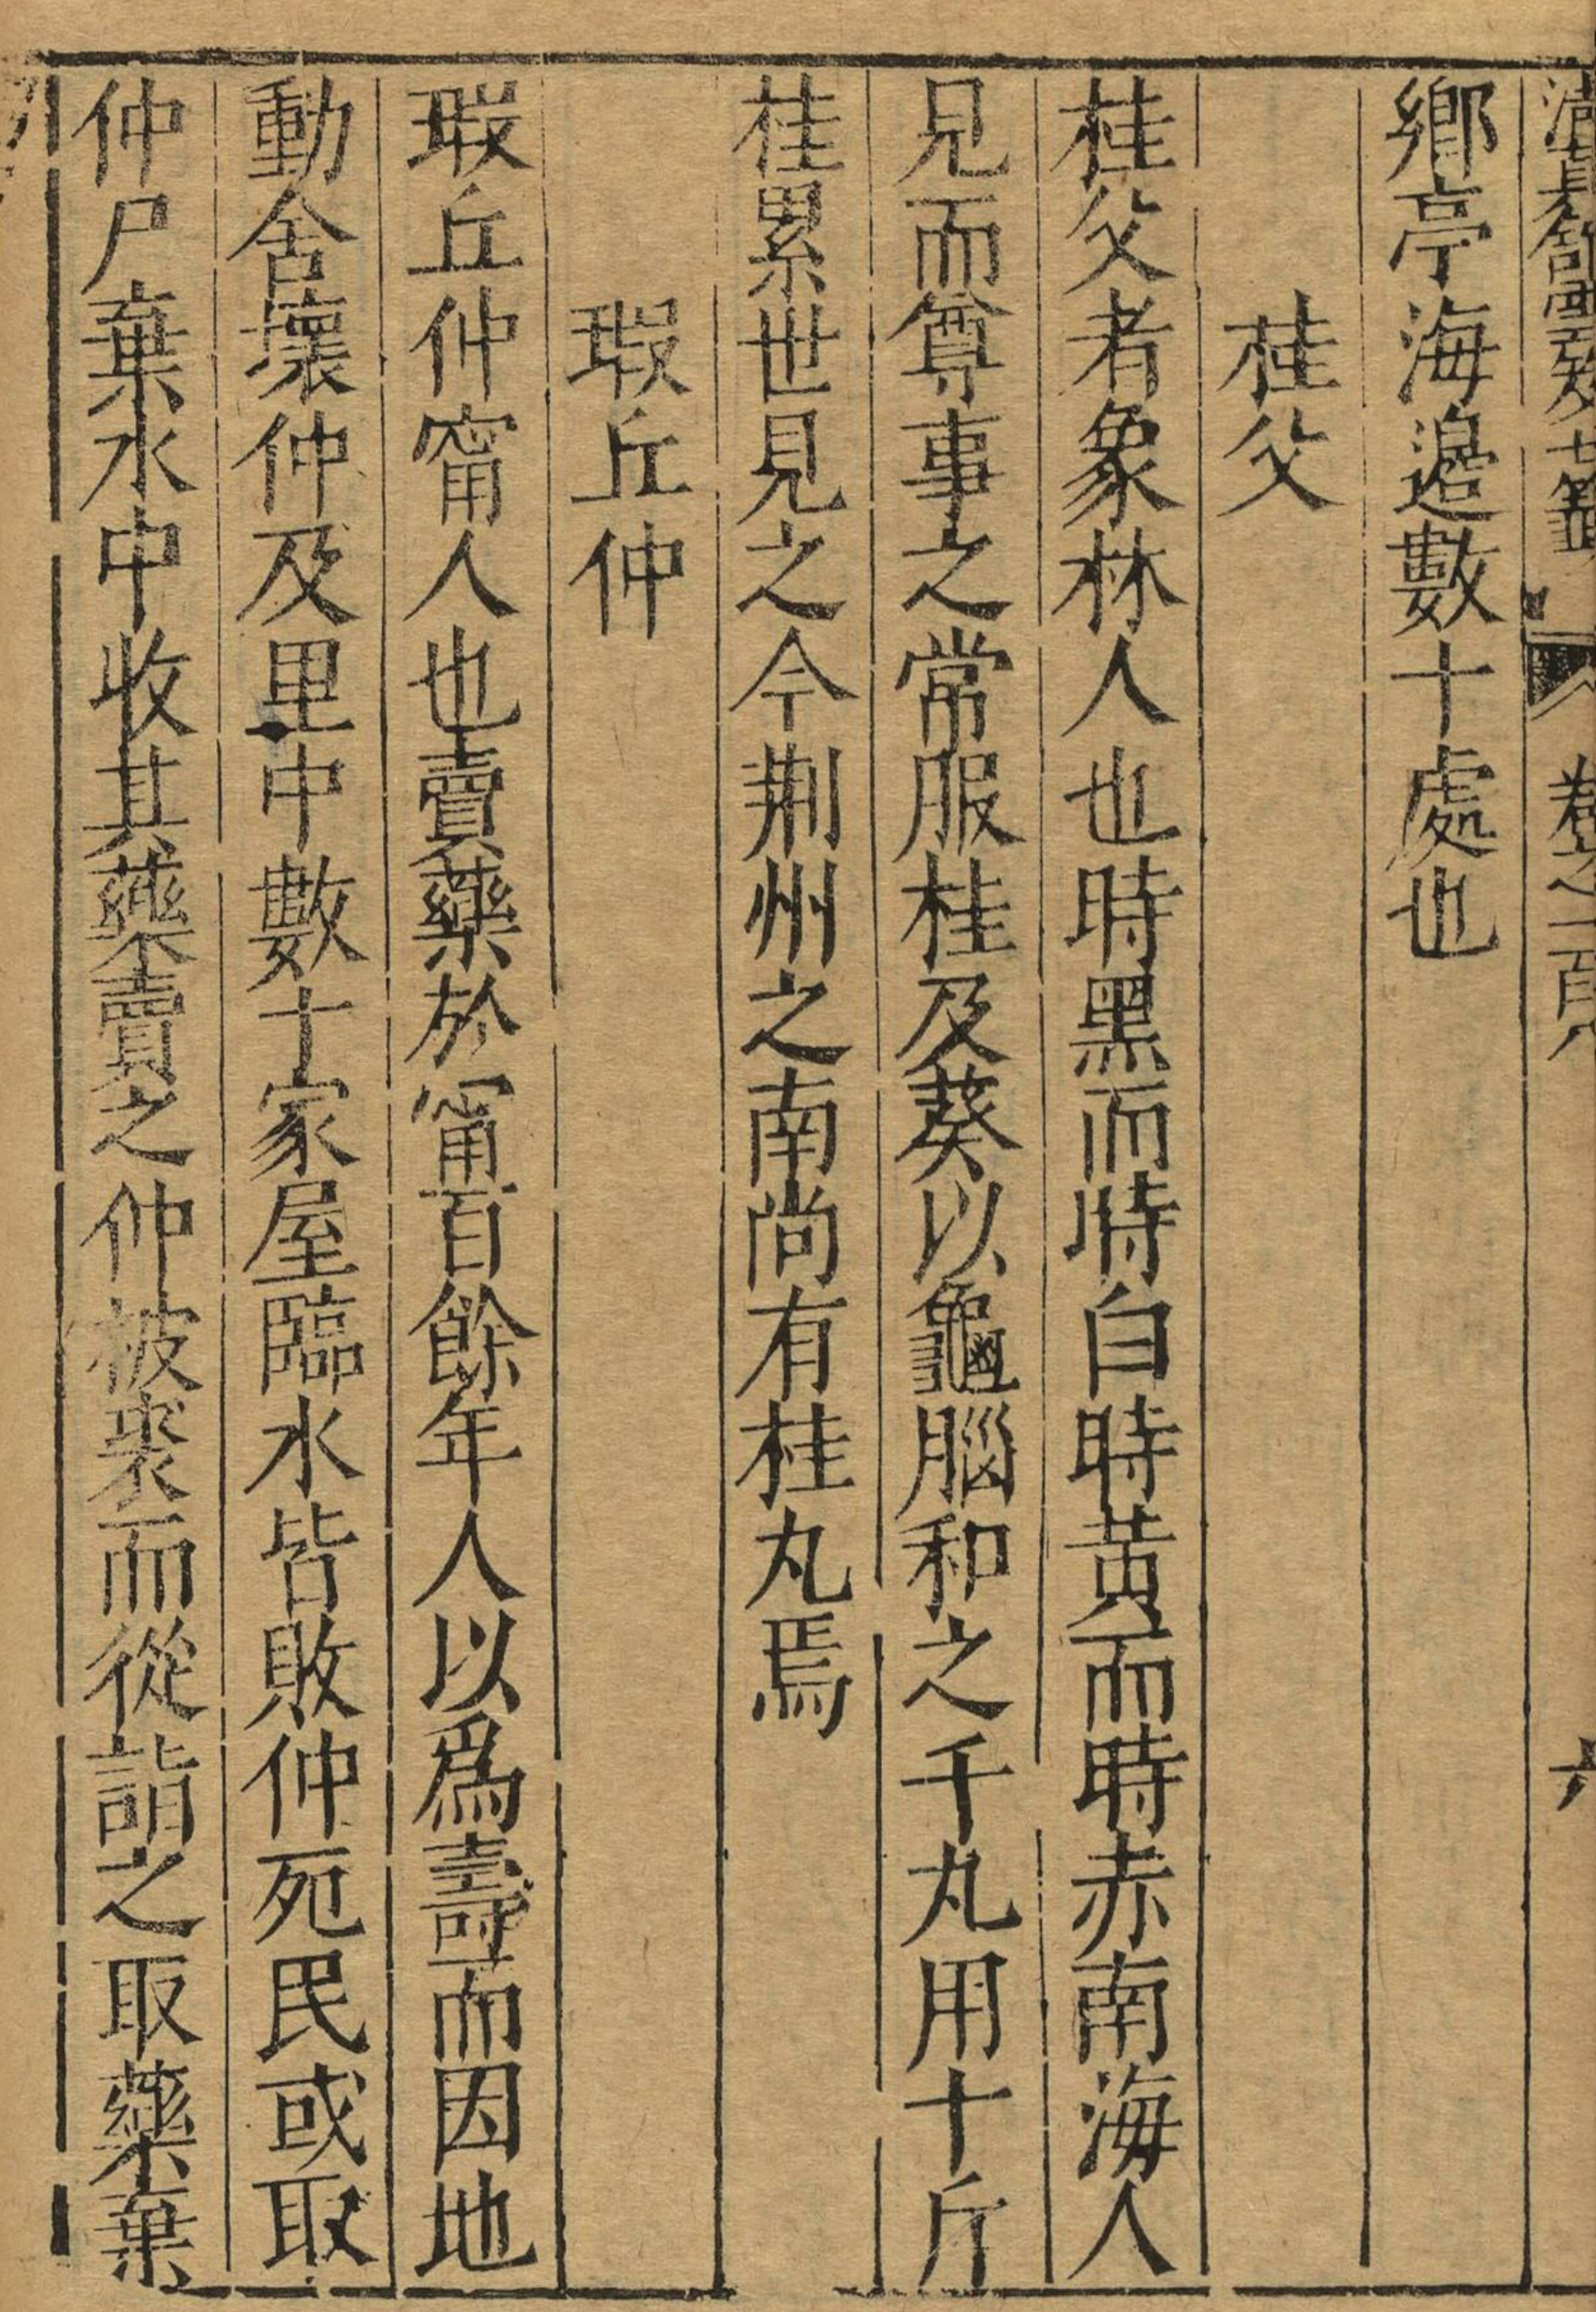 卷之一百八
六
鄉亭海邉數十處也
桂父
桂父者象林人也時黑而時白時黄而時赤南海人
見而尊事之常服桂及葵以龜腦和之千丸用十斤
桂累世見之今荆州之南尚有桂丸焉
瑕丘仲
瑕丘仲甯人也賣藥於甯百餘年人以爲壽而因地
動舍壞仲及里中數十家屋臨水皆敗仲死民或取
仲尸棄水中收其藥賣之仲被裘而從詣之取藥棄